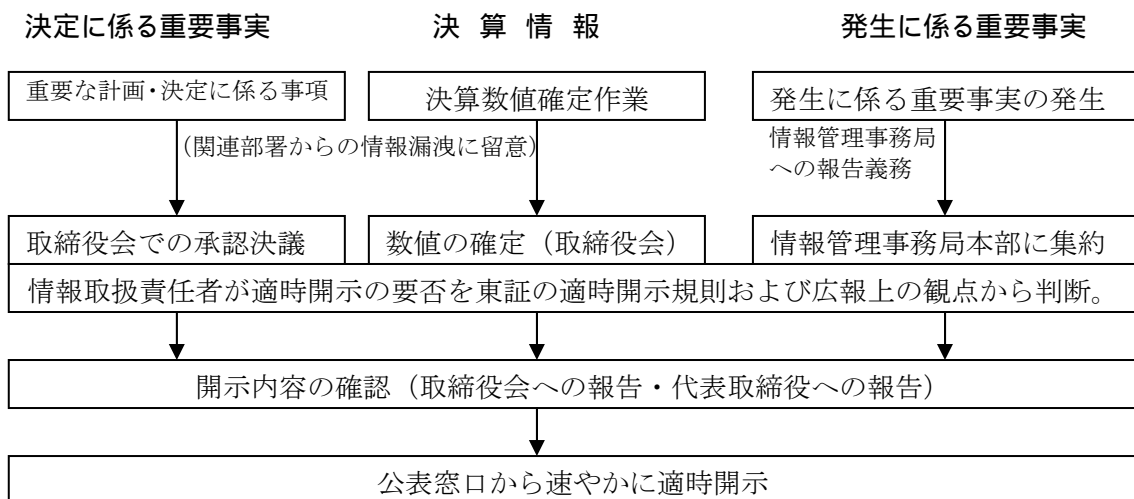 決定に係る重要事実
決 算 情 報
発生に係る重要事実
重要な計画・決定に係る事項
決算数値確定作業
発生に係る重要事実の発生
(関連部署からの情報漏洩に留意)
情報管理事務局
への報告義務
取締役会での承認決議
数値の確定（取締役会）
情報管理事務局本部に集約
情報取扱責任者が適時開示の要否を東証の適時開示規則および広報上の観点から判断。
開示内容の確認（取締役会への報告・代表取締役への報告）
公表窓口から速やかに適時開示